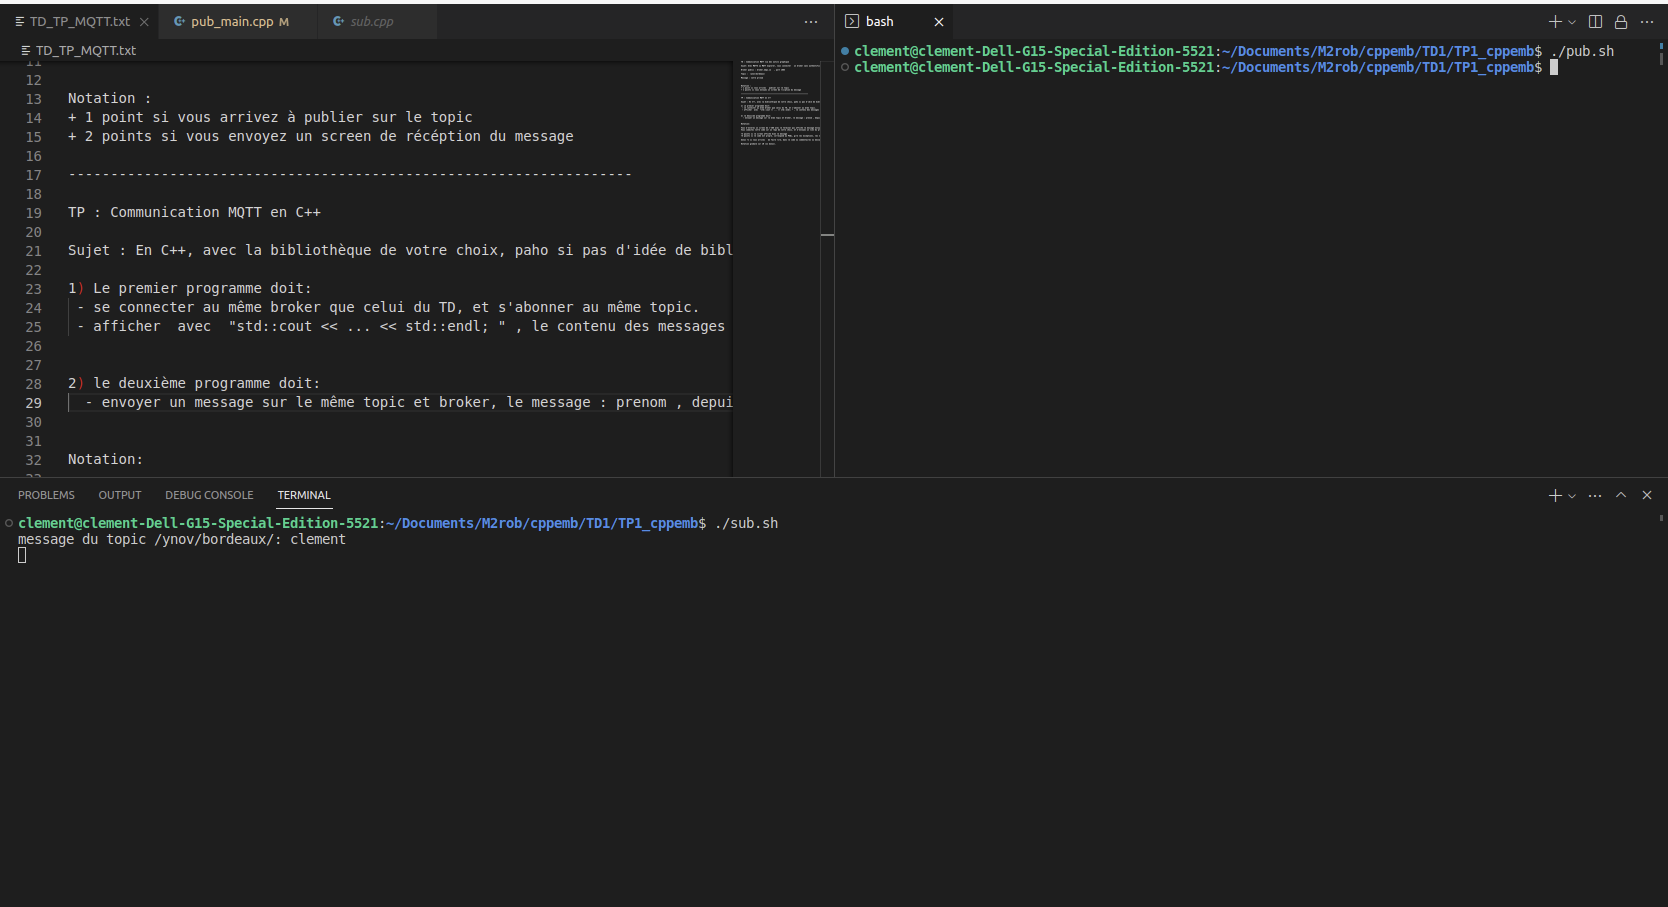 TD_TP_MQTT.txt
pub_main.cpp M
sub.cpp
TD_TP_MQTT.txt
11
12
13 Notation :
14 + 1 point si vous arrivez à publier sur le topic
15 + 2 points si vous envoyez un screen de récéption du message
16
17 -------------------------------------------------------------------
18
19 TP : Communication MQTT en C++
20
21 Sujet : En C++, avec la bibliothèque de votre choix, paho si pas d'idée de bibl
22
23 1) Le premier programme doit:
24 - se connecter au même broker que celui du TD, et s'abonner au même topic.
25 - afficher  avec  "std::cout << ... << std::endl; " , le contenu des messages
26
27
28 2) le deuxième programme doit:
29 - envoyer un message sur le même topic et broker, le message : prenom , depui
30
31
32 Notation:
bash
clement@clement-Dell-G15-Special-Edition-5521:~/Documents/M2rob/cppemb/TD1/TP1_cppemb$ ./pub.sh
clement@clement-Dell-G15-Special-Edition-5521:~/Documents/M2rob/cppemb/TD1/TP1_cppemb$
PROBLEMS OUTPUT DEBUG CONSOLE TERMINAL
clement@clement-Dell-G15-Special-Edition-5521:~/Documents/M2rob/cppemb/TD1/TP1_cppemb$ ./sub.sh
message du topic /ynov/bordeaux/: clement